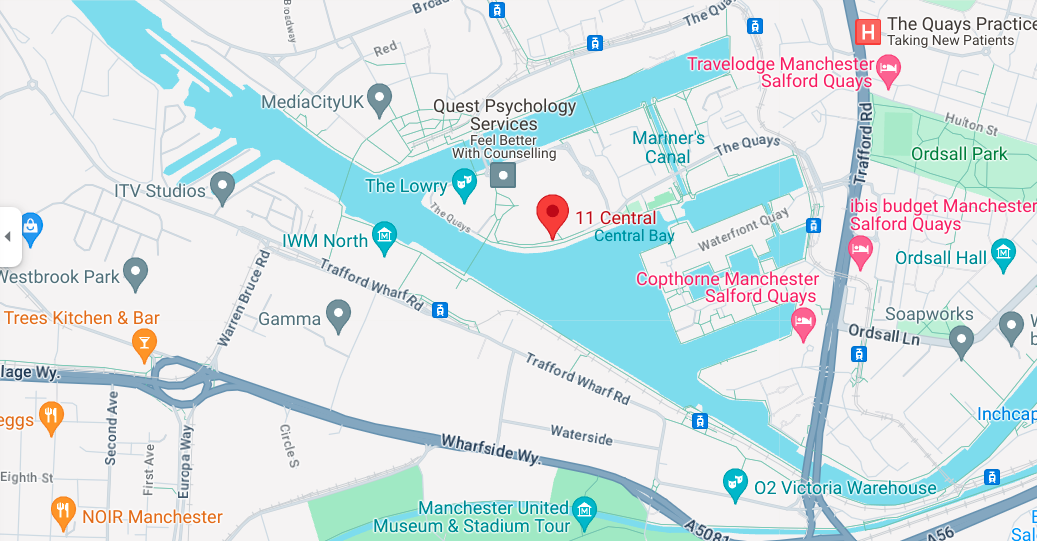 Broadway
Broa
The Quays
The Quays Practice
Taking New Patients
Red
Travelodge Manchester
Salford Quays
MediaCityUK
Quest Psychology
Services
Feel Better
With Counselling
Trafford Rd
Hulton St
Mariner's
Canal
The Quays
Ordsall Park
ITV Studios
The Lowry
The Quays
11 Central
Central Bay
Waterfront Quay
ibis budget Manchester
Salford Quays
IWM North
Ordsall Hall
Westbrook Park
Trafford Wharf Rd
Warren Bruce Rd
Copthorne Manchester
Salford Quays
Gamma
Trees Kitchen & Bar
Soapworks
Ordsall Ln
W
b
lage Wy.
Trafford Wharf Rd
eggs
Second Ave
First Ave
Europa Way
Circle S
Wharfside Wy.
Waterside
Inchcap
Eighth St
O2 Victoria Warehouse
NOIR Manchester
Manchester United
Museum & Stadium Tour
A5081
A56
E
Sal